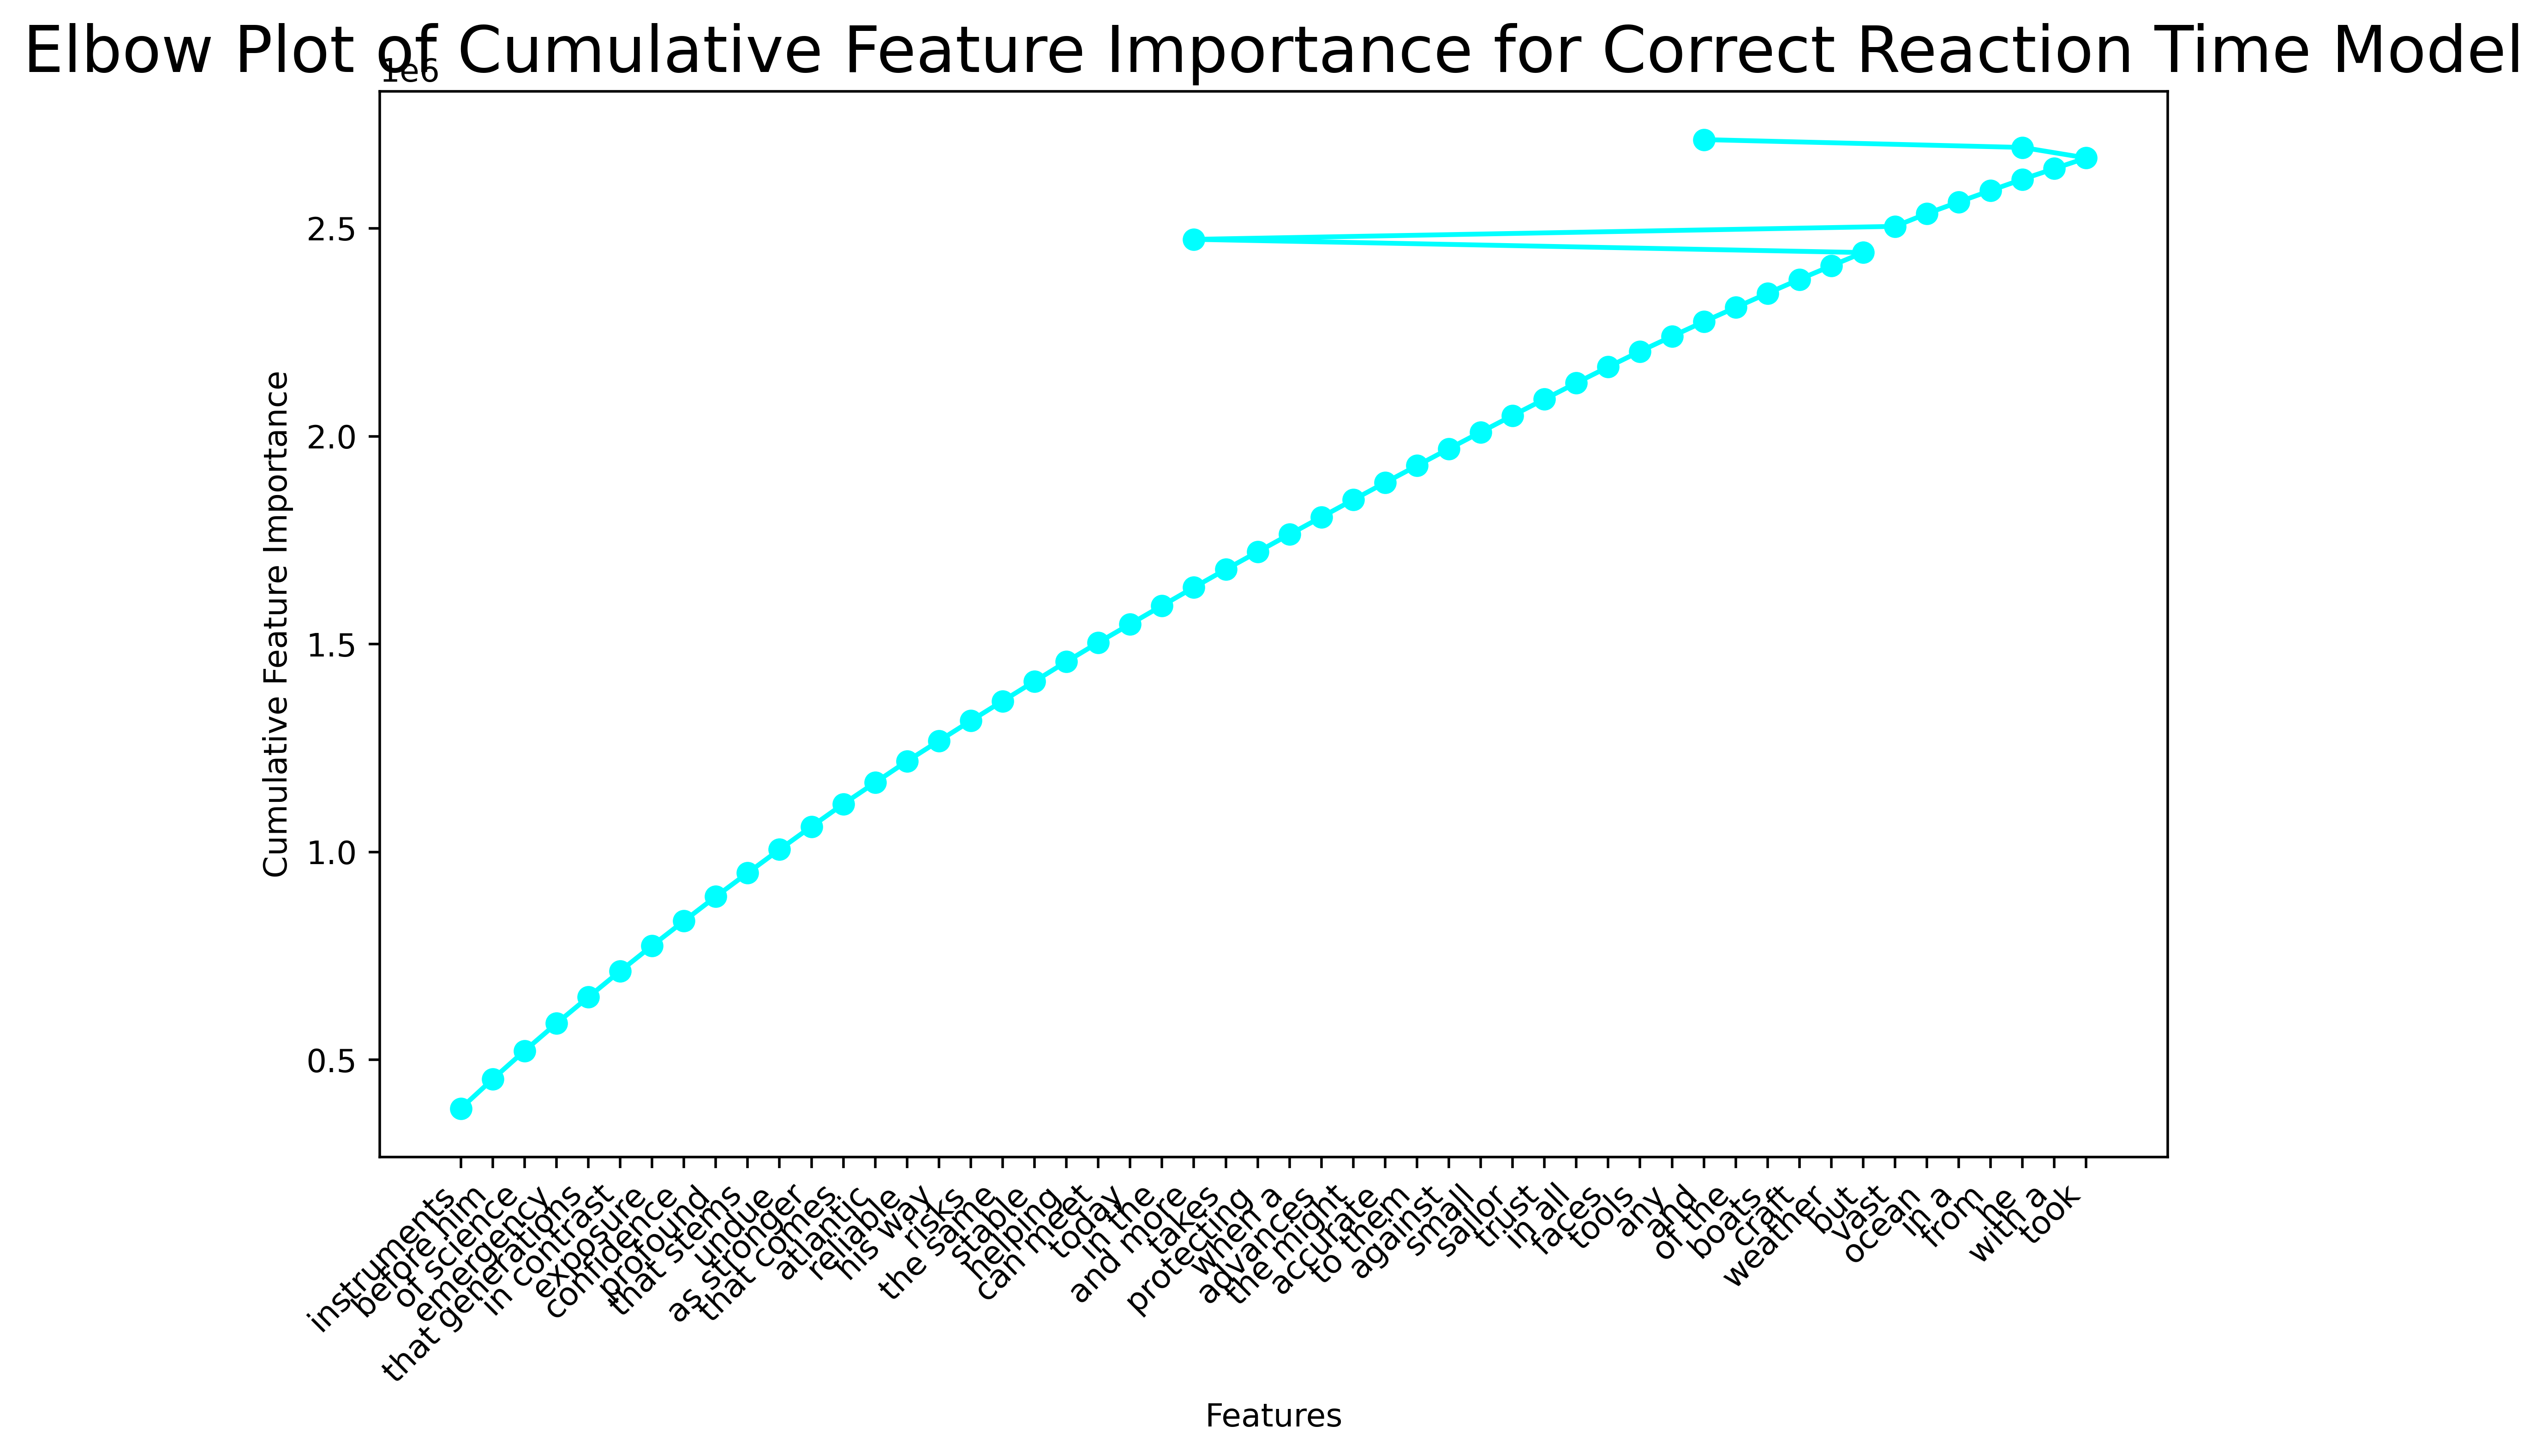 Elbow Plot of Cumulative Feature Importance for Correct Reaction Time Model
1e6
Cumulative Feature Importance
2.5
2.0
1.5
1.0
0.5
instruments
before him
of science
emergency
that generations
in contrast
exposure
confidence
profound
that stems
undue
as stronger
that comes
atlantic
reliable
his way
risks
the same
stable
helping
can meet
today
in the
and more
takes
protecting
when a
advances
the might
accurate
to them
against
small
sailor
trust
in all
faces
tools
any
and
of the
boats
craft
weather
but
vast
ocean
in a
from
he
with a
took
Features